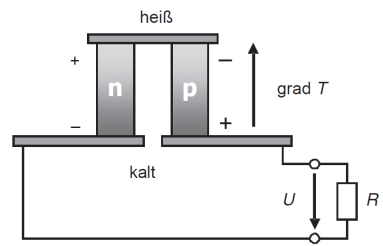 heiß
+ −
n p
grad T
− +
kalt
U R